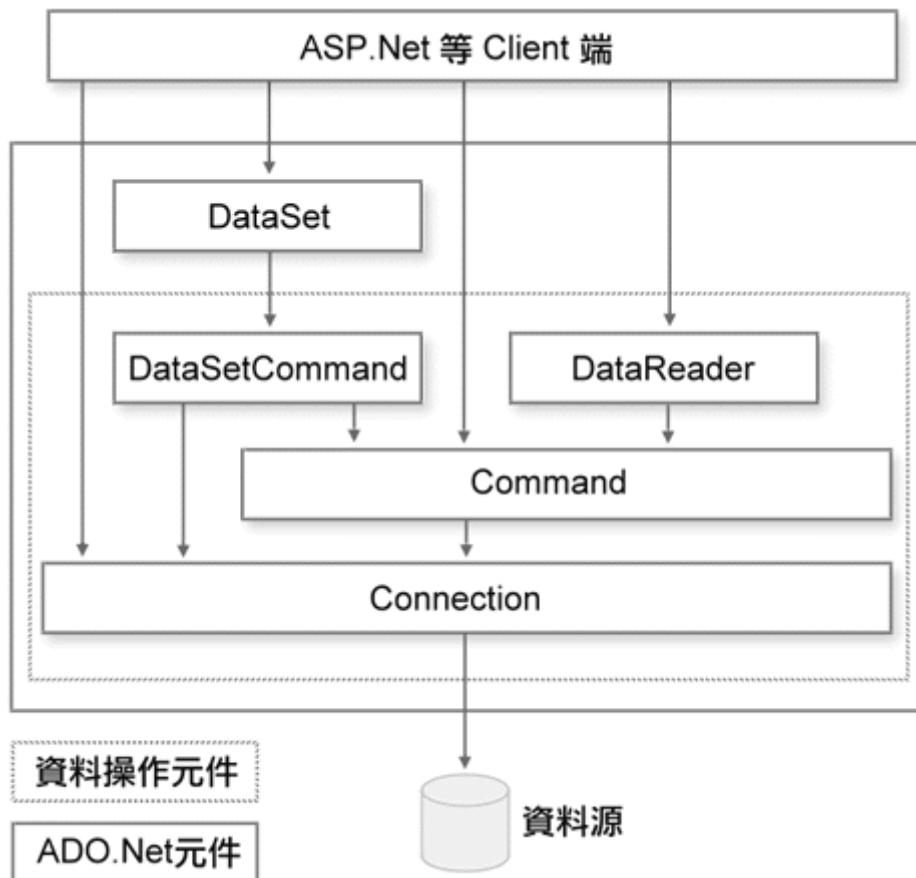 ASP.Net 等 Client 端
DataSet
DataSetCommand
DataReader
Command
Connection
資料操作元件
資料源
ADO.Net元件